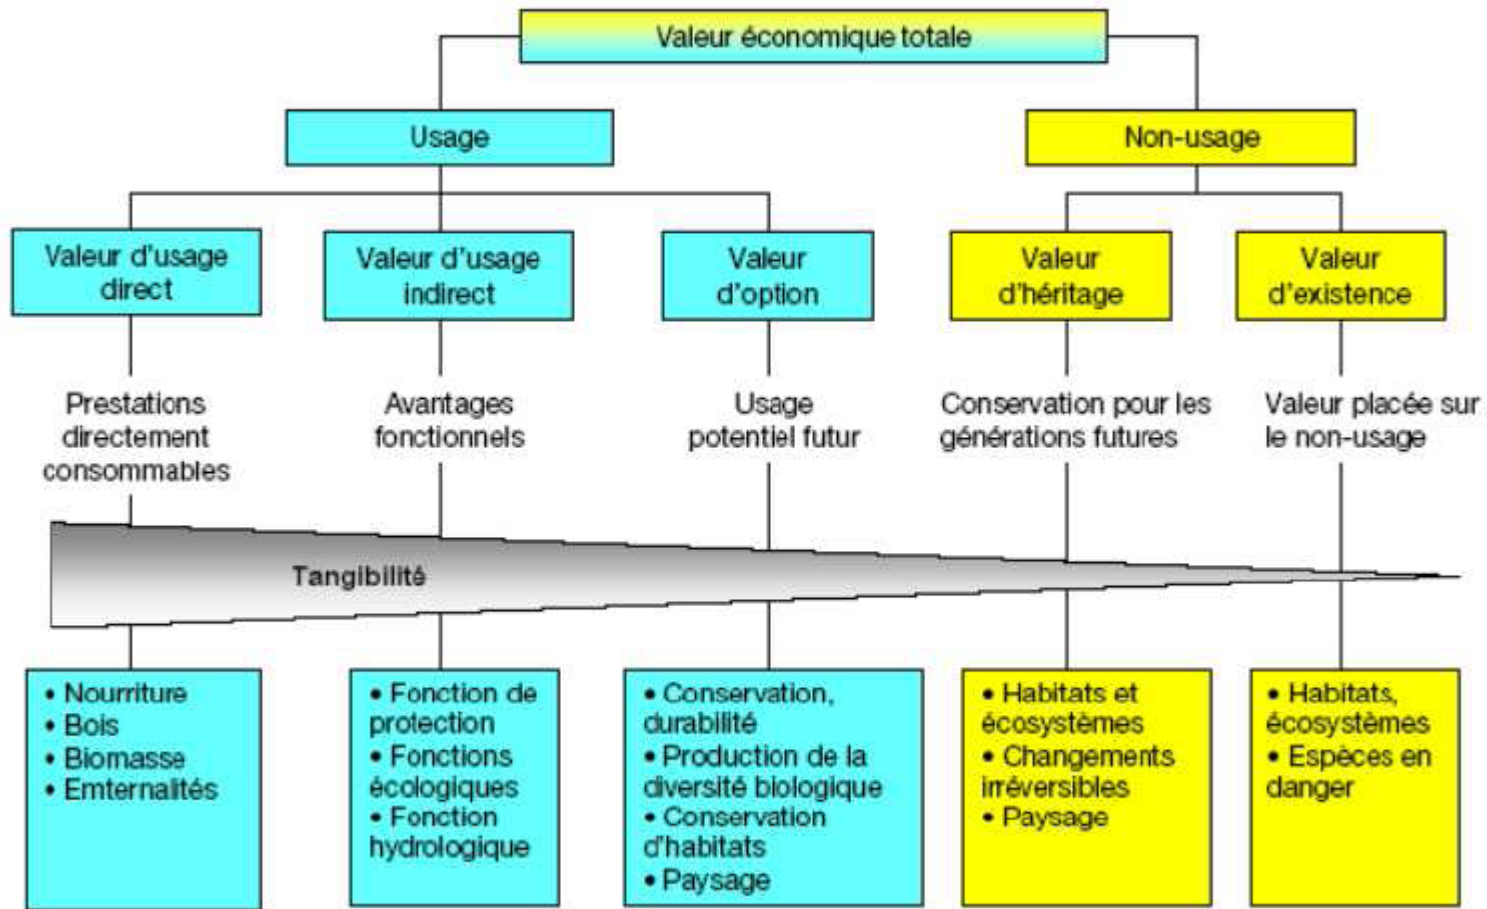 Valeur économique totale
Usage
Non-usage
Valeur d'usage
direct
Valeur d'usage
indirect
Valeur
d'option
Valeur
d'héritage
Valeur
d'existence
Prestations
directement
consommables
Avantages
fonctionnels
Usage
potentiel futur
Conservation pour les
générations futures
Valeur placée sur
le non-usage
Tangibilité
• Nourriture
• Bois
• Biomasse
• Emternalités
• Fonction de
protection
• Fonctions
écologiques
• Fonction
hydrologique
• Conservation,
durabilité
• Production de la
diversité biologique
• Conservation
d'habitats
• Paysage
• Habitats et
écosystèmes
• Changements
irréversibles
• Paysage
• Habitats,
écosystèmes
• Espèces en
danger